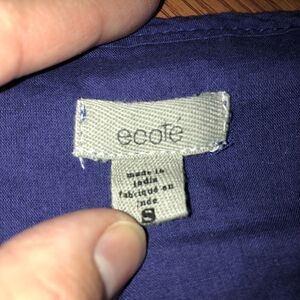 ecoté
made in
india
fabriqué en
inde
S